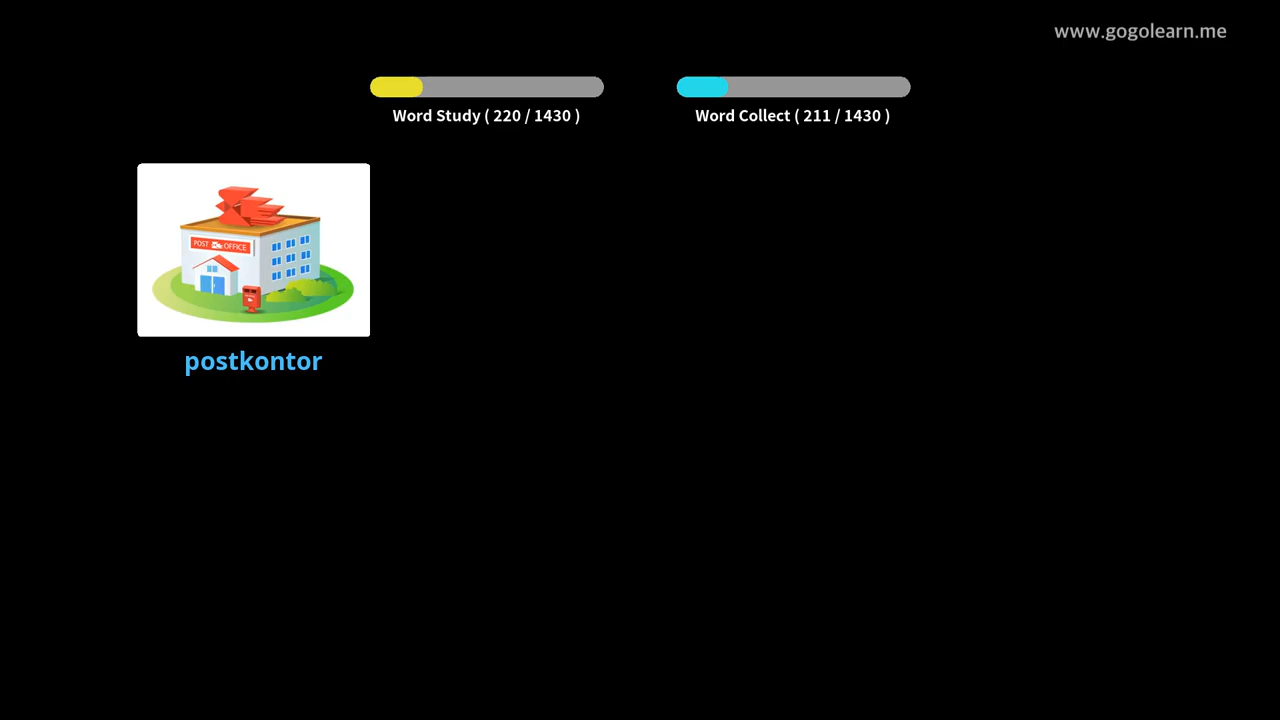 www.gogolearn.me
Word Study ( 220 / 1430 )
Word Collect ( 211 / 1430 )
POST OFFICE
postkontor